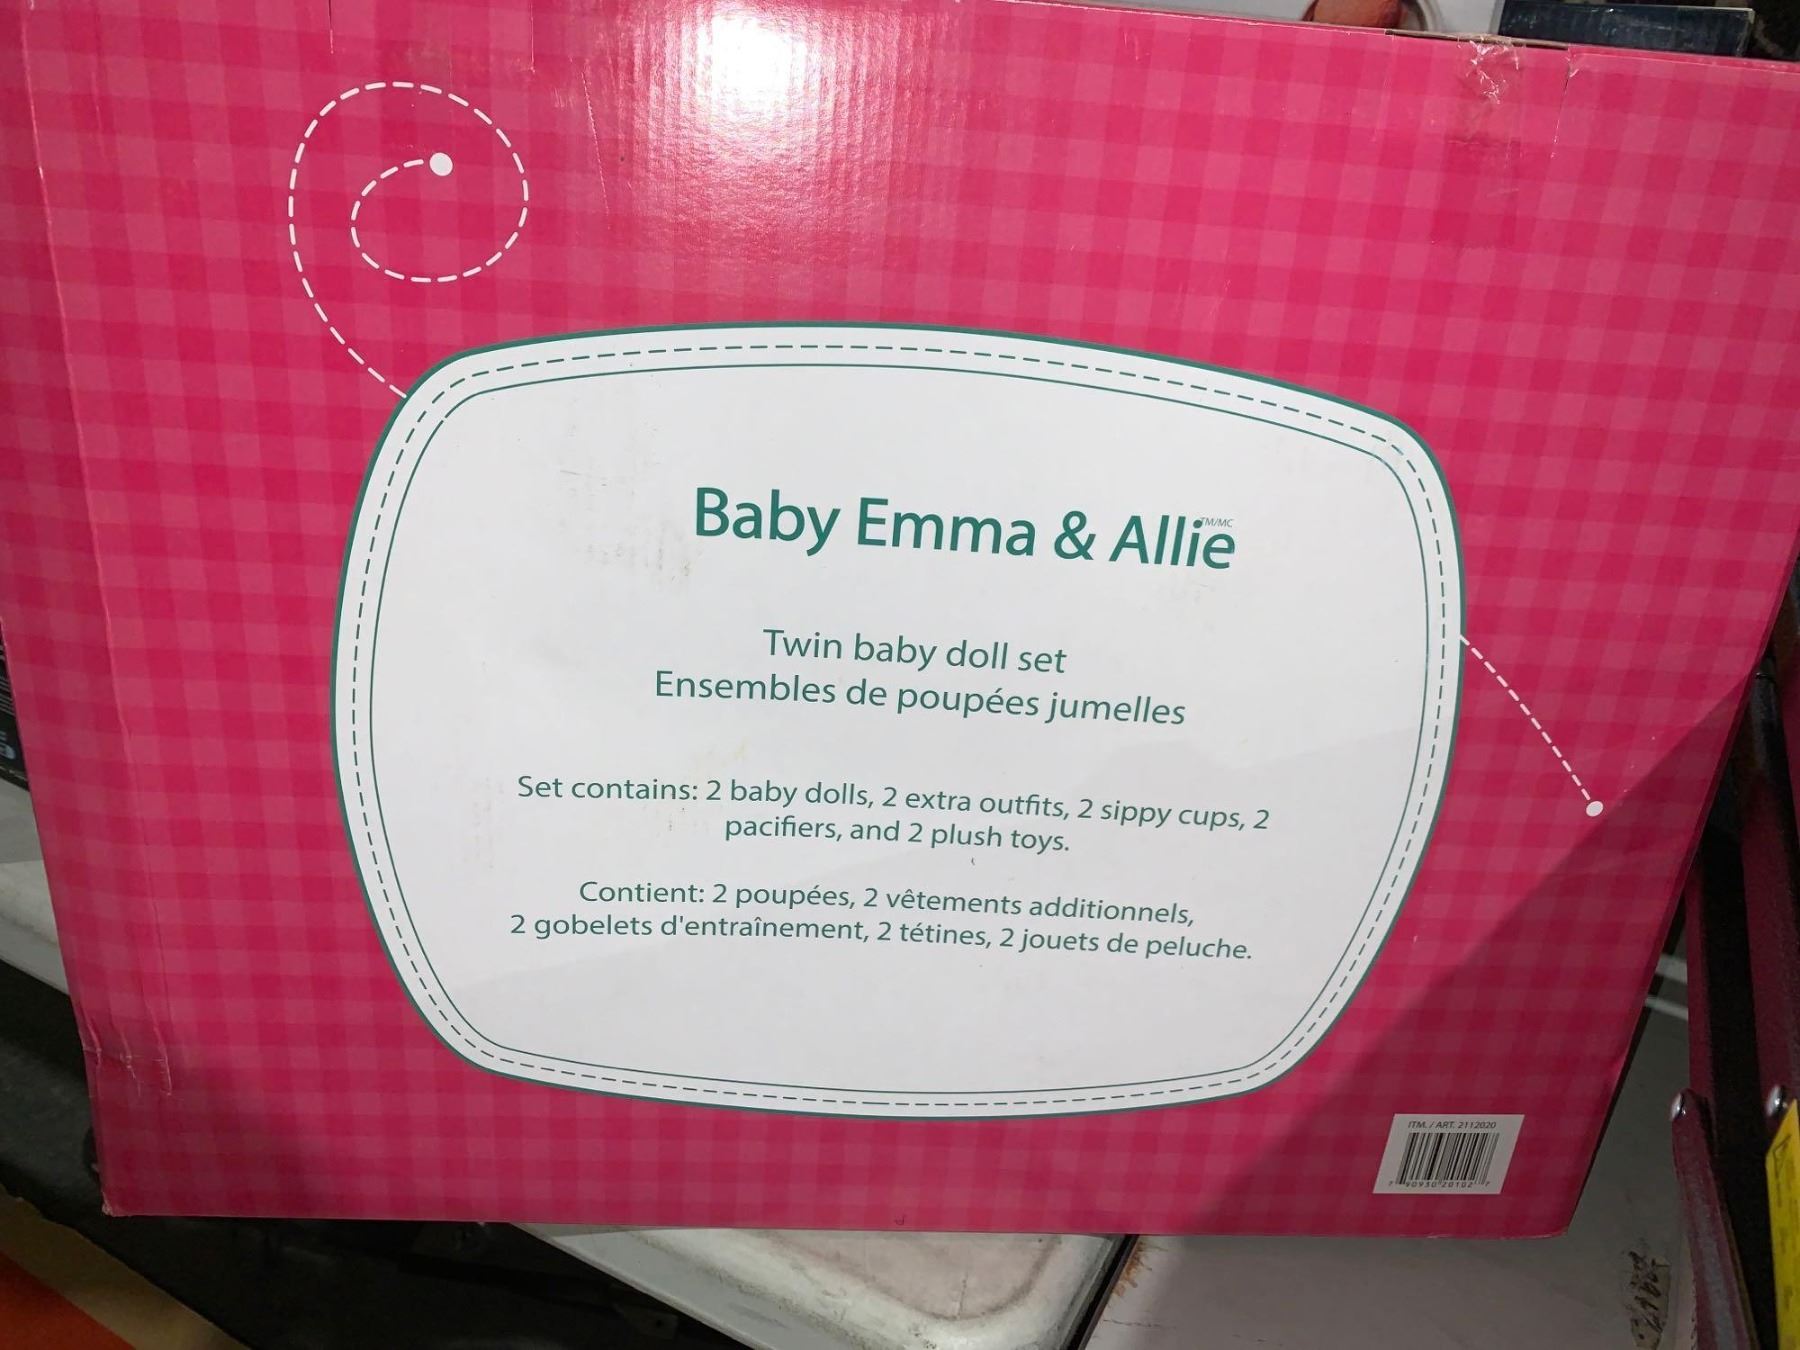 Baby Emma & Allie TM/MC
Twin baby doll set
Ensembles de poupées jumelles
Set contains: 2 baby dolls, 2 extra outfits, 2 sippy cups, 2
pacifiers, and 2 plush toys.
Contient: 2 poupées, 2 vêtements additionnels,
2 gobelets d'entraînement, 2 tétines, 2 jouets de peluche.
ITM. / ART. 2112020